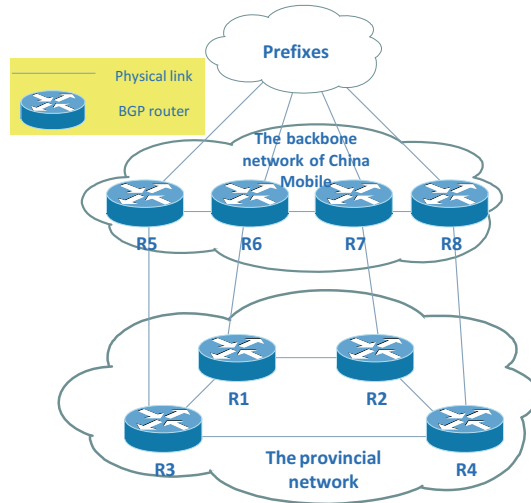 Prefixes
Physical link
BGP router
The backbone
network of China
Mobile
R5
R6
R7
R8
R1
R2
R3
R4
The provincial
network